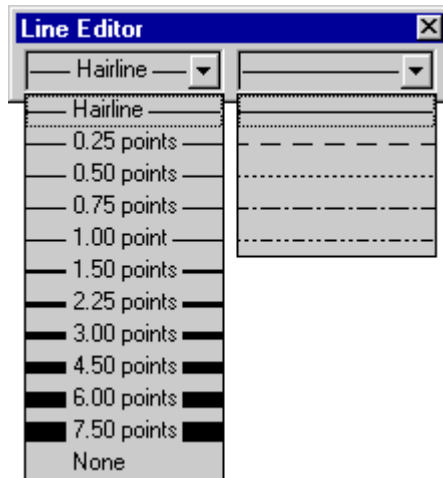 Line Editor
Hairline
Hairline
0.25 points
0.50 points
0.75 points
1.00 point
1.50 points
2.25 points
3.00 points
4.50 points
6.00 points
7.50 points
None